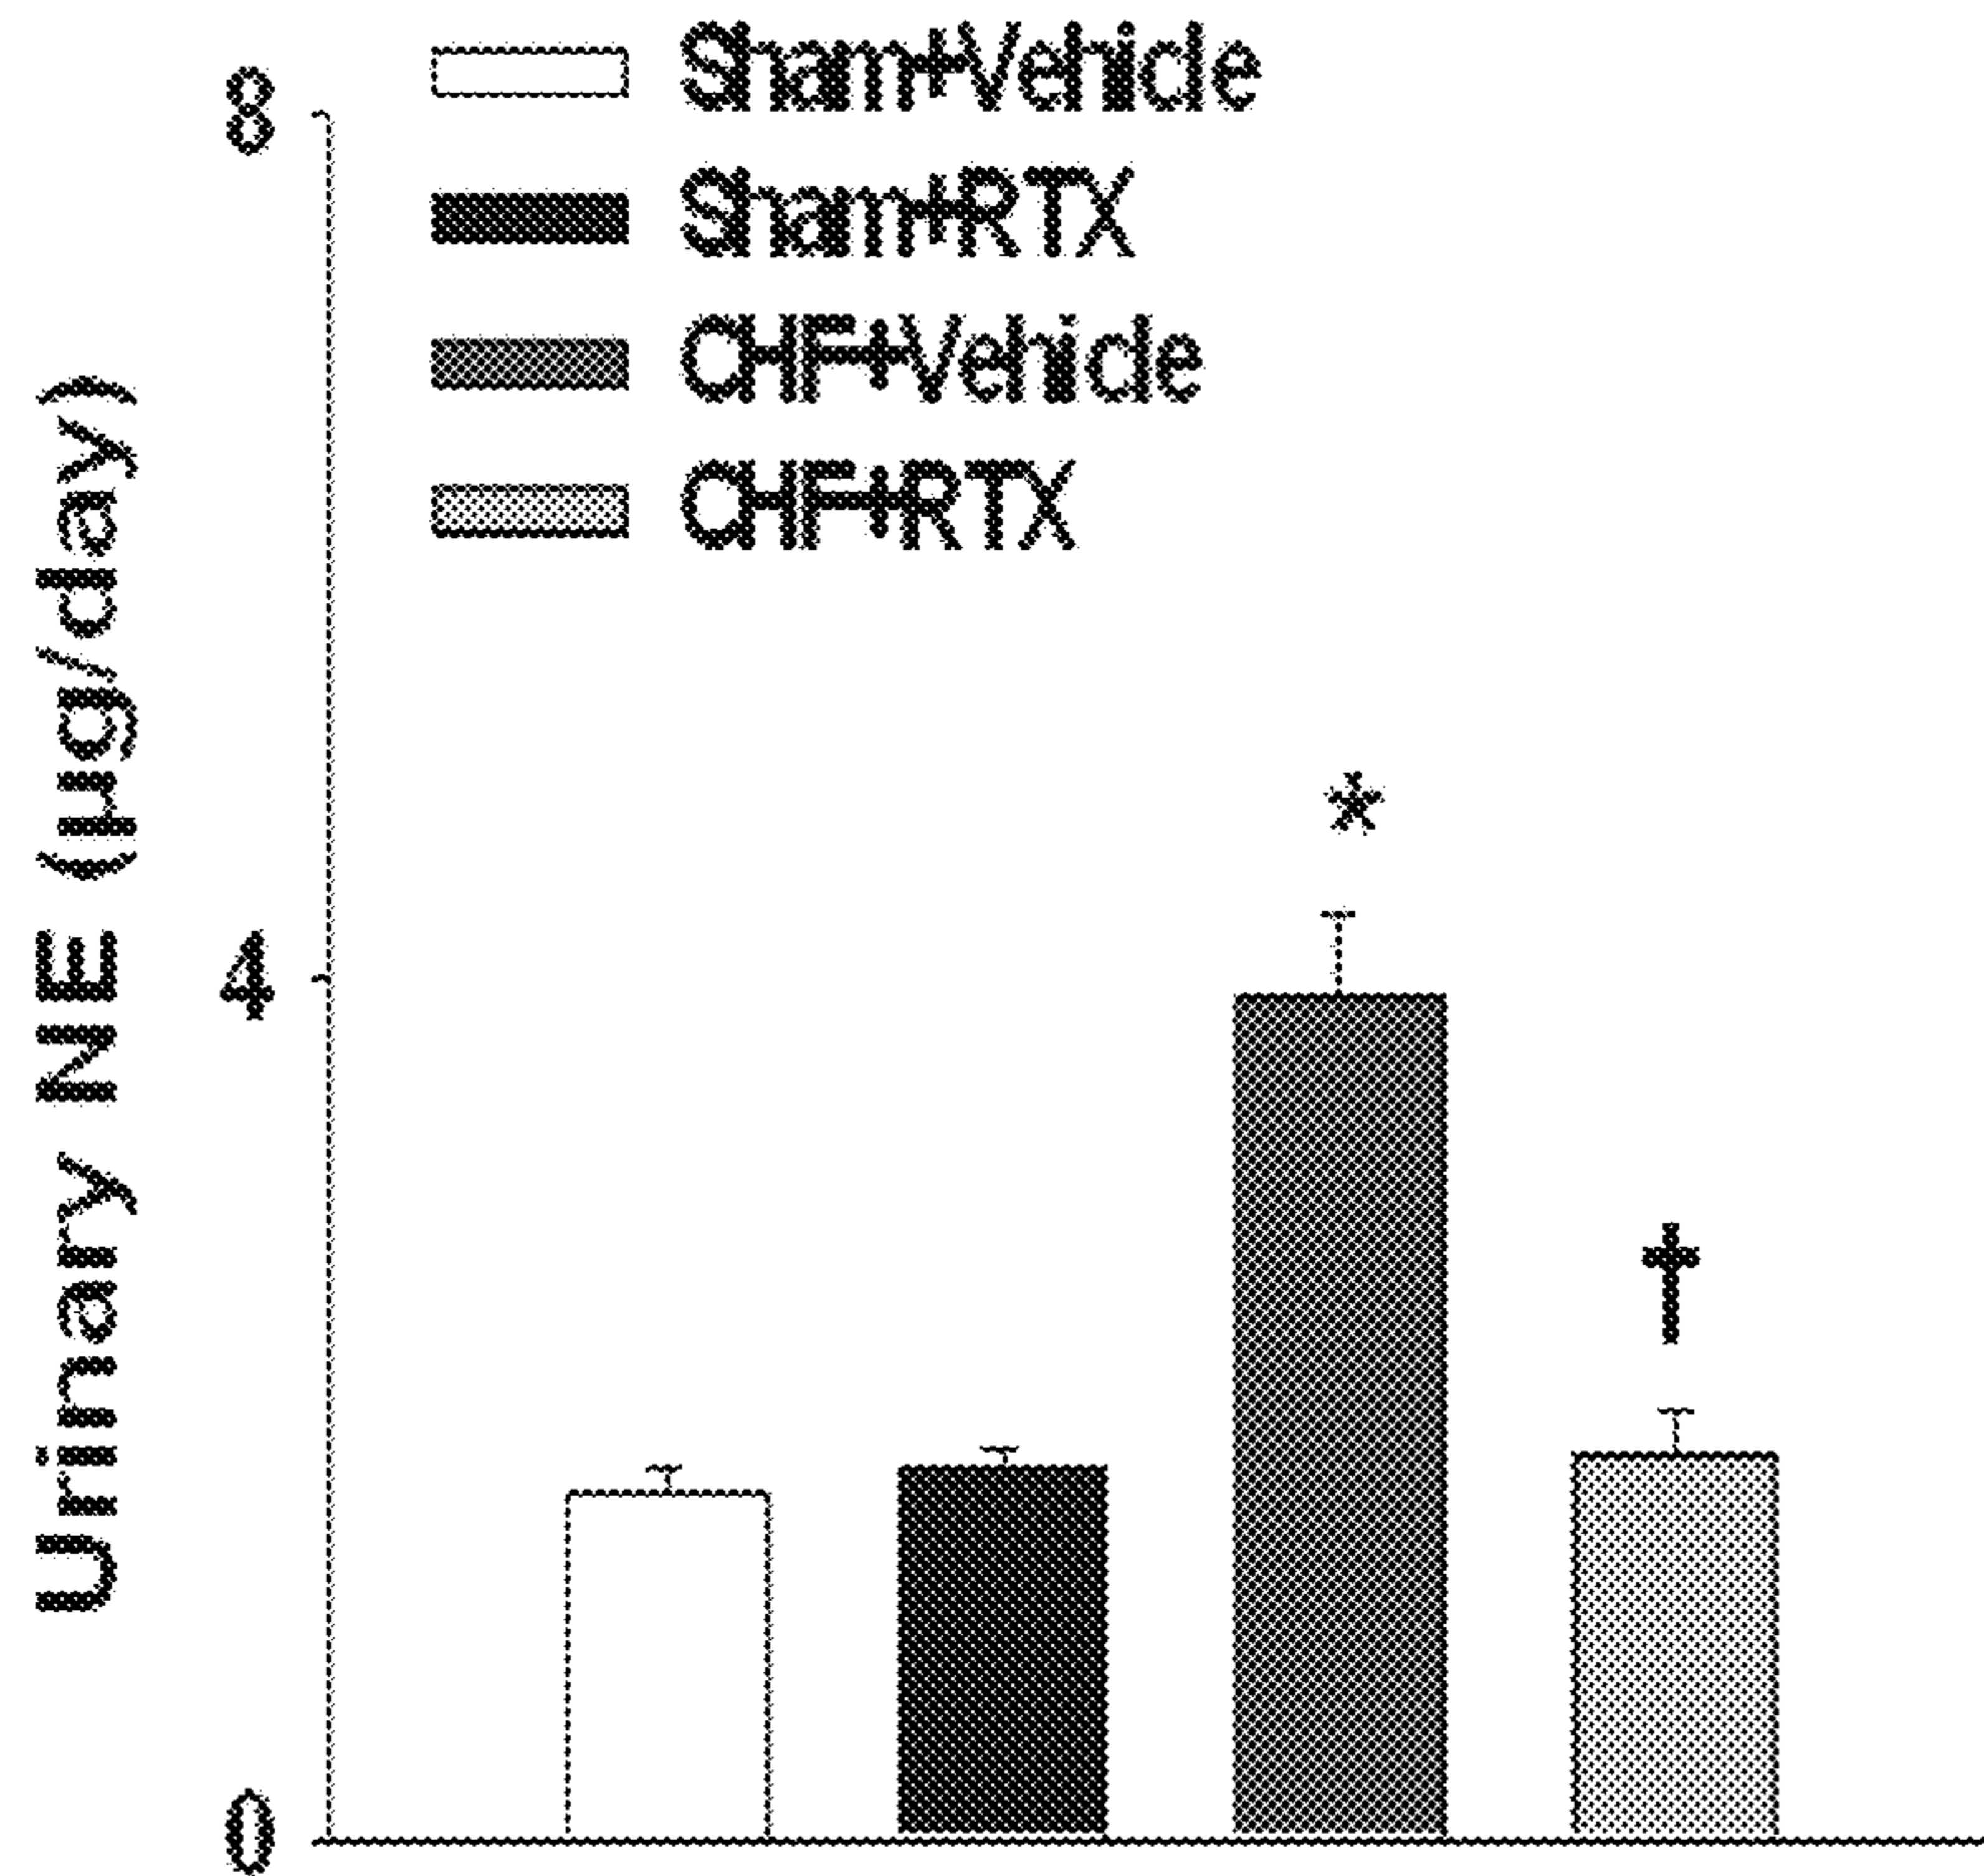 Sham+Vehicle
Sham+RTX
CHF+Vehicle
CHF+RTX
Urinary NE (μg/day)
8
4
0
*
†